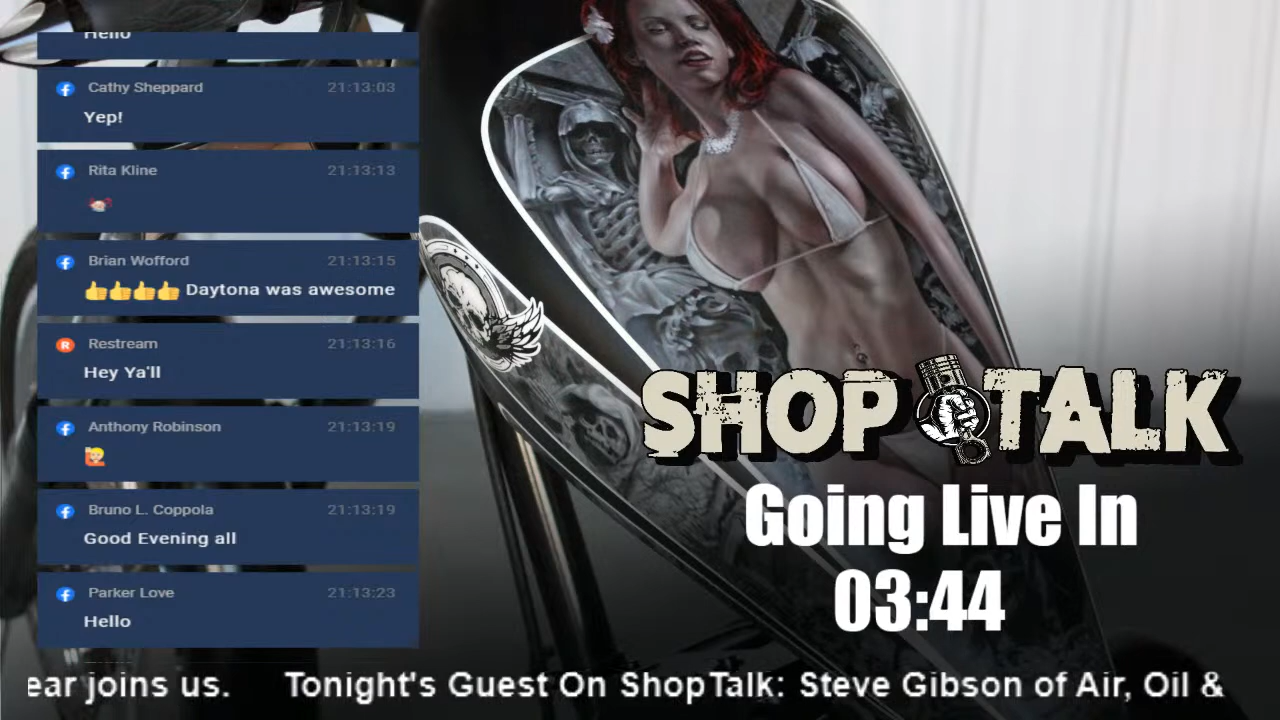 Hello
Cathy Sheppard 21:13:03
Yep!
Rita Kline 21:13:13
Brian Wofford 21:13:15
👍👍👍👍 Daytona was awesome
R Restream 21:13:16
Hey Ya'll
Anthony Robinson 21:13:19
Bruno L. Coppola 21:13:19
Good Evening all
Parker Love 21:13:23
Hello
SHOP TALK
Going Live In
03:44
ear joins us. Tonight's Guest On ShopTalk: Steve Gibson of Air, Oil &